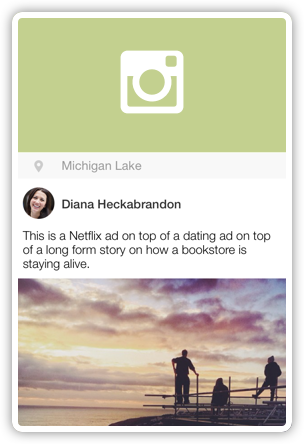 Michigan Lake
Diana Heckabrandon
This is a Netflix ad on top of a dating ad on top
of a long form story on how a bookstore is
staying alive.